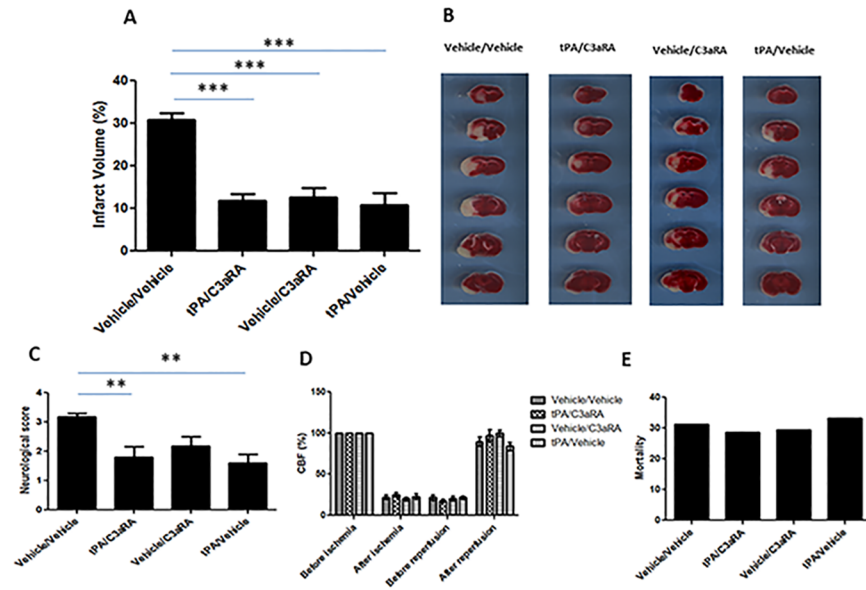 A
***
***
***
40
30
20
10
0
Infarct Volume (%)
Vehicle/Vehicle
tPA/C3aRA
Vehicle/C3aRA
tPA/Vehicle
B
Vehicle/Vehicle tPA/C3aRA Vehicle/C3aRA tPA/Vehicle
C
**
**
4
3
2
1
0
Neurological score
Vehicle/Vehicle
tPA/C3aRA
Vehicle/C3aRA
tPA/Vehicle
D
150
100
50
0
CBF (%)
Before ischemia
After ischemia
Before reperfusion
After reperfusion
Vehicle/Vehicle
tPA/C3aRA
Vehicle/C3aRA
tPA/Vehicle
E
40
30
20
10
0
Mortality
Vehicle/Vehicle
tPA/C3aRA
Vehicle/C3aRA
tPA/Vehicle